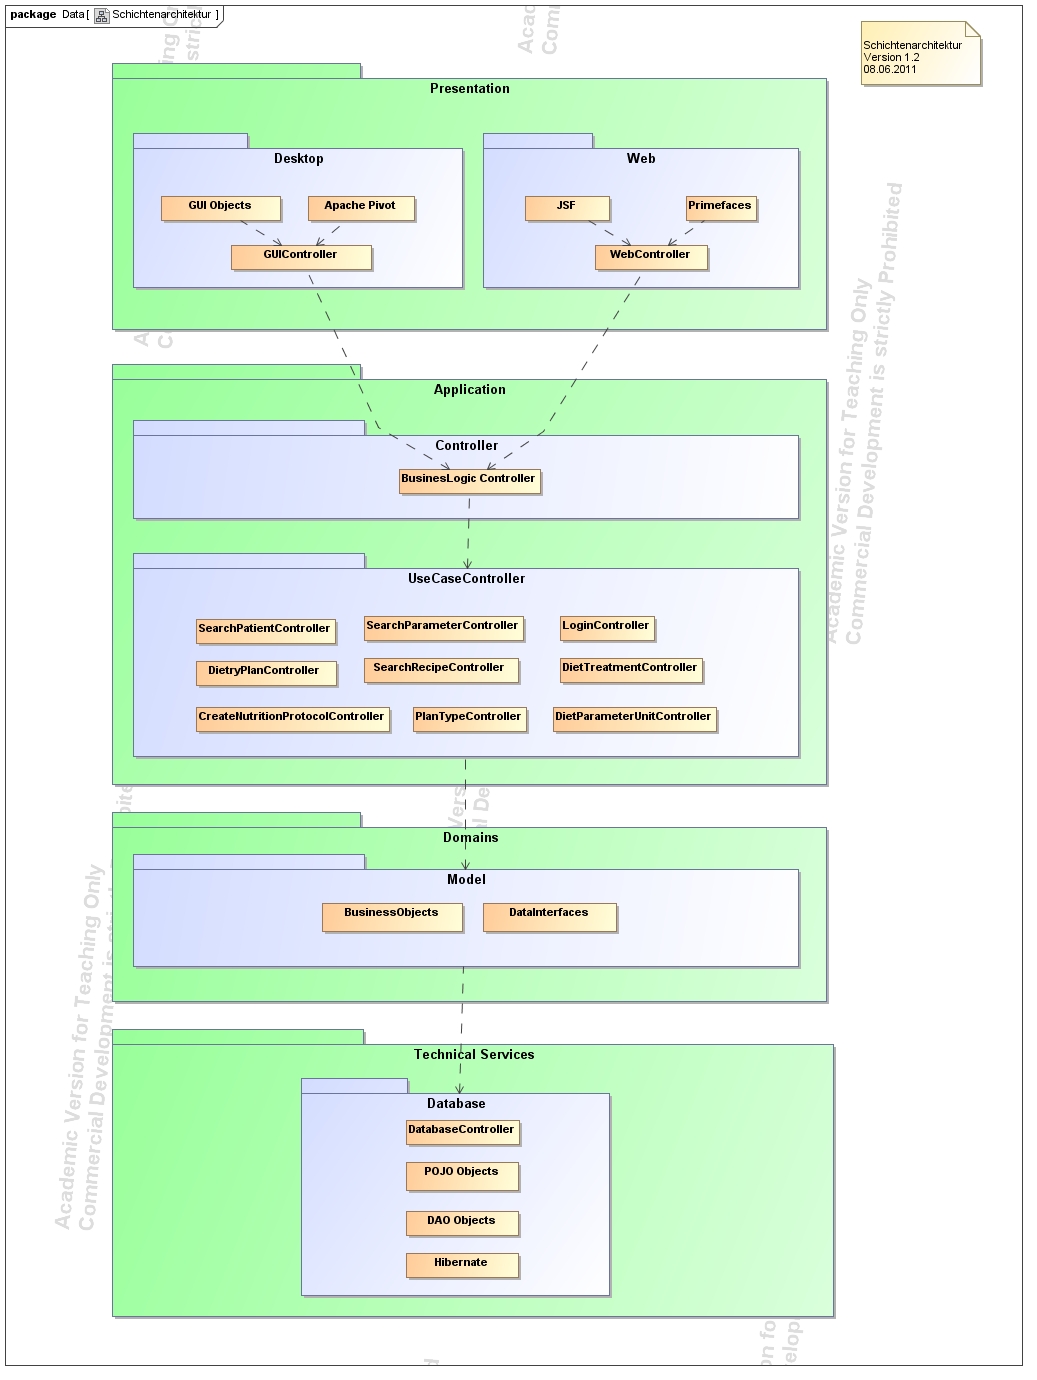 package Data[ Schichtenarchitektur ]
Schichtenarchitektur
Version 1.2
08.06.2011
Presentation
Desktop
Web
GUI Objects
Apache Pivot
JSF
Primefaces
GUIController
WebController
Application
Controller
BusinesLogic Controller
UseCaseController
SearchPatientController
SearchParameterController
LoginController
DietryPlanController
SearchRecipeController
DietTreatmentController
CreateNutritionProtocolController
PlanTypeController
DietParameterUnitController
Domains
Model
BusinessObjects
DataInterfaces
Technical Services
Database
DatabaseController
POJO Objects
DAO Objects
Hibernate
Academic Version for Teaching Only
Commercial Development is strictly Prohibited
Academic Version for Teaching Only
Commercial Development is